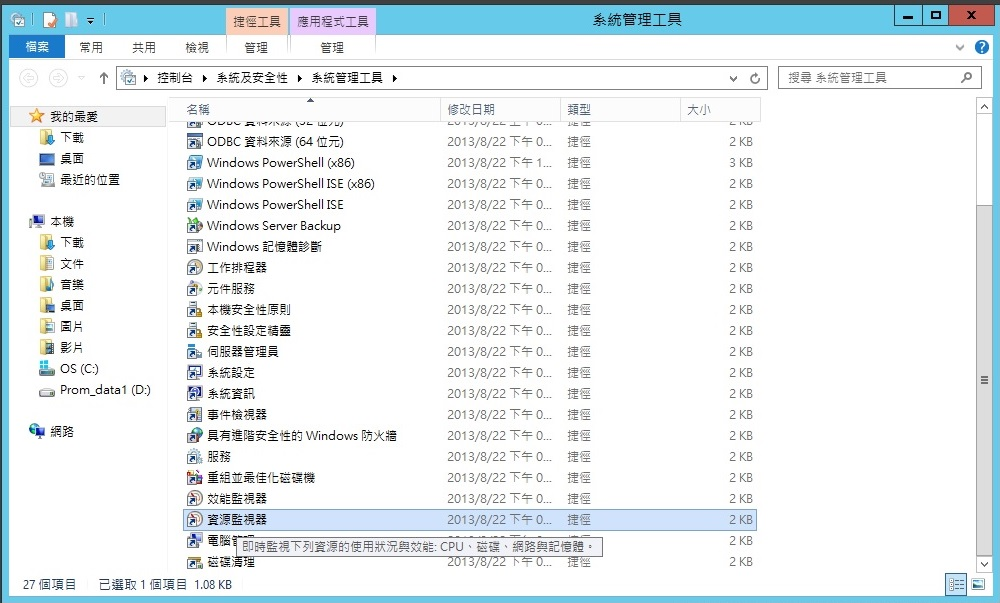 捷徑工具 應用程式工具 系統管理工具
檔案 常用 共用 檢視 管理 管理
控制台 系統及安全性 系統管理工具 搜尋 系統管理工具
名稱 修改日期 類型 大小
我的最愛
下載
桌面
最近的位置
本機
下載
文件
音樂
桌面
圖片
影片
OS (C:)
Prom_data1 (D:)
網路
ODBC 資料來源 (32 位元) 2013/8/22 下午 0... 捷徑 2 KB
ODBC 資料來源 (64 位元) 2013/8/22 下午 0... 捷徑 2 KB
Windows PowerShell (x86) 2013/8/22 下午 1... 捷徑 3 KB
Windows PowerShell ISE (x86) 2013/8/22 下午 0... 捷徑 2 KB
Windows PowerShell ISE 2013/8/22 下午 0... 捷徑 2 KB
Windows Server Backup 2013/8/22 下午 0... 捷徑 2 KB
Windows 記憶體診斷 2013/8/22 下午 0... 捷徑 2 KB
工作排程器 2013/8/22 下午 0... 捷徑 2 KB
元件服務 2013/8/22 下午 0... 捷徑 2 KB
本機安全性原則 2013/8/22 下午 0... 捷徑 2 KB
安全性設定精靈 2013/8/22 下午 0... 捷徑 2 KB
伺服器管理員 2013/8/22 下午 0... 捷徑 2 KB
系統設定 2013/8/22 下午 0... 捷徑 2 KB
系統資訊 2013/8/22 下午 0... 捷徑 2 KB
事件檢視器 2013/8/22 下午 0... 捷徑 2 KB
具有進階安全性的 Windows 防火牆 2013/8/22 下午 0... 捷徑 2 KB
服務 2013/8/22 下午 0... 捷徑 2 KB
重組並最佳化磁碟機 2013/8/22 下午 0... 捷徑 2 KB
效能監視器 2013/8/22 下午 0... 捷徑 2 KB
資源監視器 2013/8/22 下午 0... 捷徑 2 KB
電腦管理 2013/8/22 下午 0... 捷徑 2 KB
即時監視下列資源的使用狀況與效能: CPU、磁碟、網路與記憶體。
磁碟清理 2013/8/22 下午 0... 捷徑 2 KB
27 個項目 已選取 1 個項目 1.08 KB